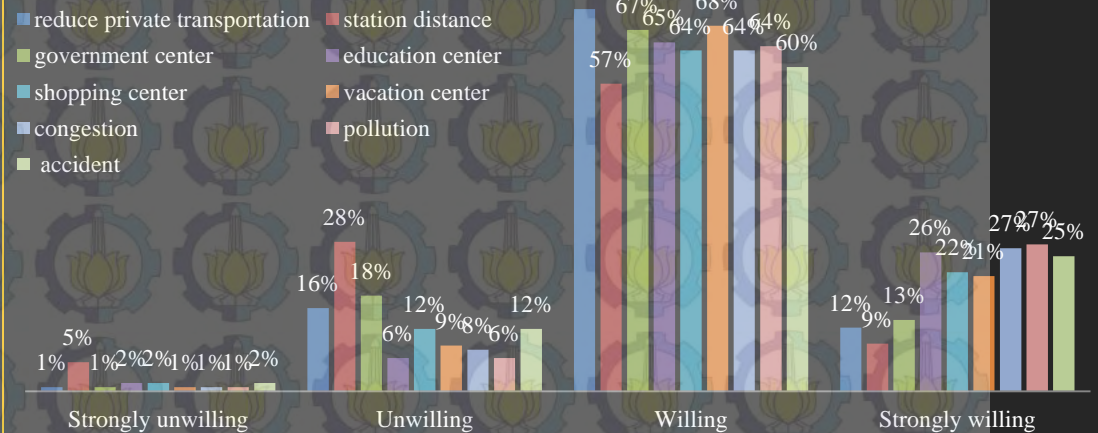 reduce private transportation
station distance
government center
education center
shopping center
vacation center
congestion
pollution
accident
1%
5%
1%
2%
2%
1%
1%
1%
2%
16%
28%
18%
6%
12%
9%
8%
6%
12%
57%
67%
65%
64%
68%
64%
64%
60%
12%
9%
13%
26%
22%
21%
27%
27%
25%
Strongly unwilling
Unwilling
Willing
Strongly willing